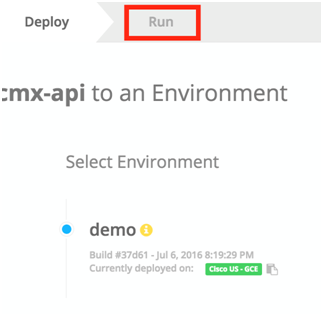 Deploy
Run
cmx-api to an Environment
Select Environment
demo
Build #37d61 - Jul 6, 2016 8:19:29 PM
Currently deployed on: Cisco US - GCE